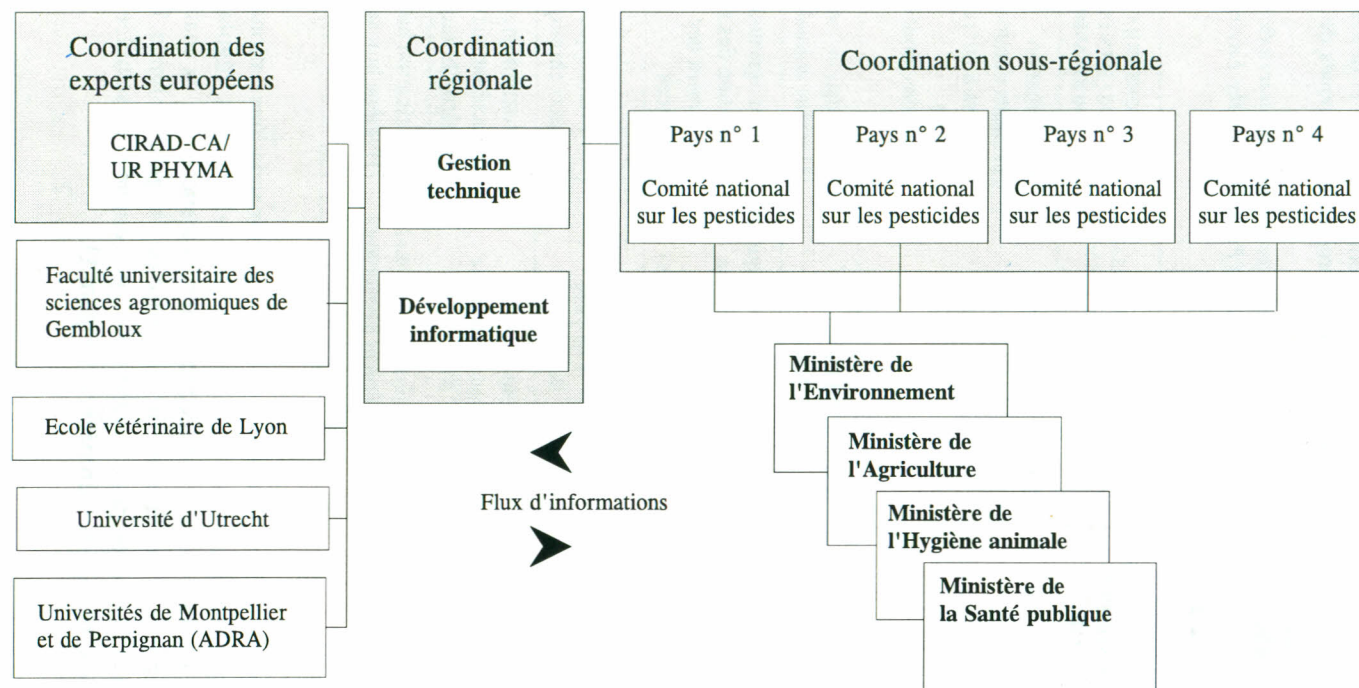 Coordination des
experts européens
CIRAD-CA/
UR PHYMA
Faculté universitaire des
sciences agronomiques de
Gembloux
Ecole vétérinaire de Lyon
Université d'Utrecht
Universités de Montpellier
et de Perpignan (ADRA)
Coordination
régionale
Gestion
technique
Développement
informatique
Flux d'informations
Coordination sous-régionale
Pays n° 1
Comité national
sur les pesticides
Pays n° 2
Comité national
sur les pesticides
Pays n° 3
Comité national
sur les pesticides
Pays n° 4
Comité national
sur les pesticides
Ministère de
l'Environnement
Ministère de
l'Agriculture
Ministère de
l'Hygiène animale
Ministère de
la Santé publique